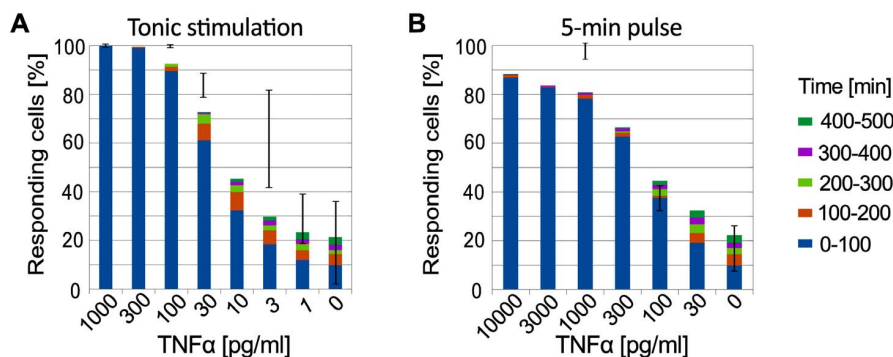 A
Tonic stimulation
Responding cells [%]
100
80
60
40
20
0
1000 300 100 30 10 3 1 0
TNFα [pg/ml]
B
5-min pulse
Responding cells [%]
100
80
60
40
20
0
10000 3000 1000 300 100 30 0
TNFα [pg/ml]
Time [min]
400-500
300-400
200-300
100-200
0-100